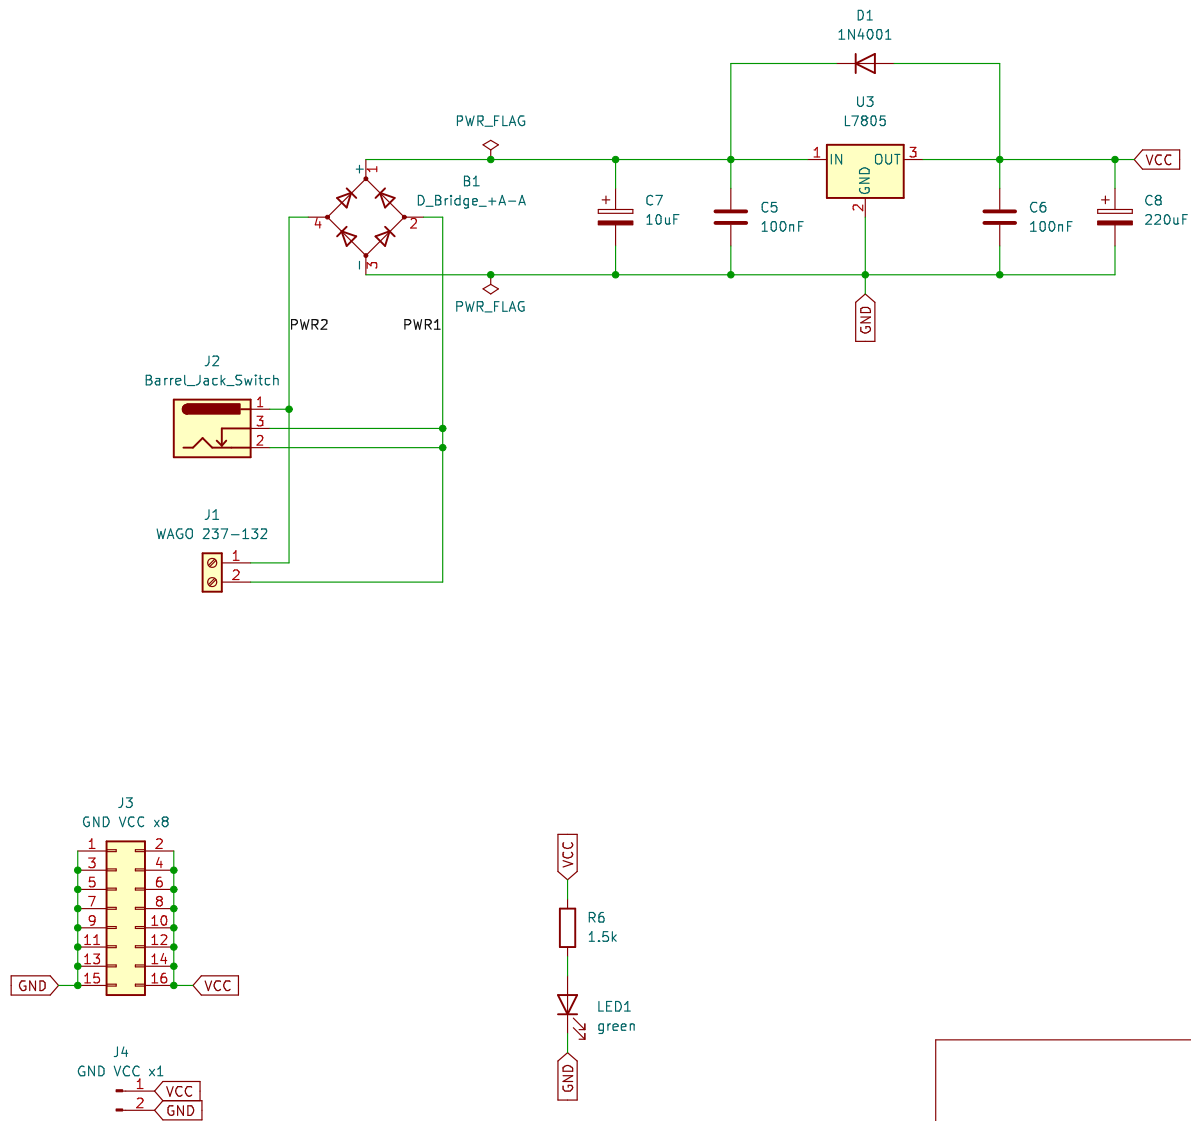 D1
1N4001
U3
L7805
PWR_FLAG
1
IN
OUT
3
VCC
GND
2
+
1
B1
D_Bridge_+A-A
4
2
-
3
+
C7
10uF
C5
100nF
C6
100nF
+
C8
220uF
PWR_FLAG
GND
PWR2
PWR1
J2
Barrel_Jack_Switch
1
3
2
J1
WAGO 237-132
1
2
J3
GND VCC x8
1
2
3
4
5
6
7
8
9
10
11
12
13
14
GND
15
16
VCC
VCC
R6
1.5k
LED1
green
GND
J4
GND VCC x1
1
VCC
2
GND